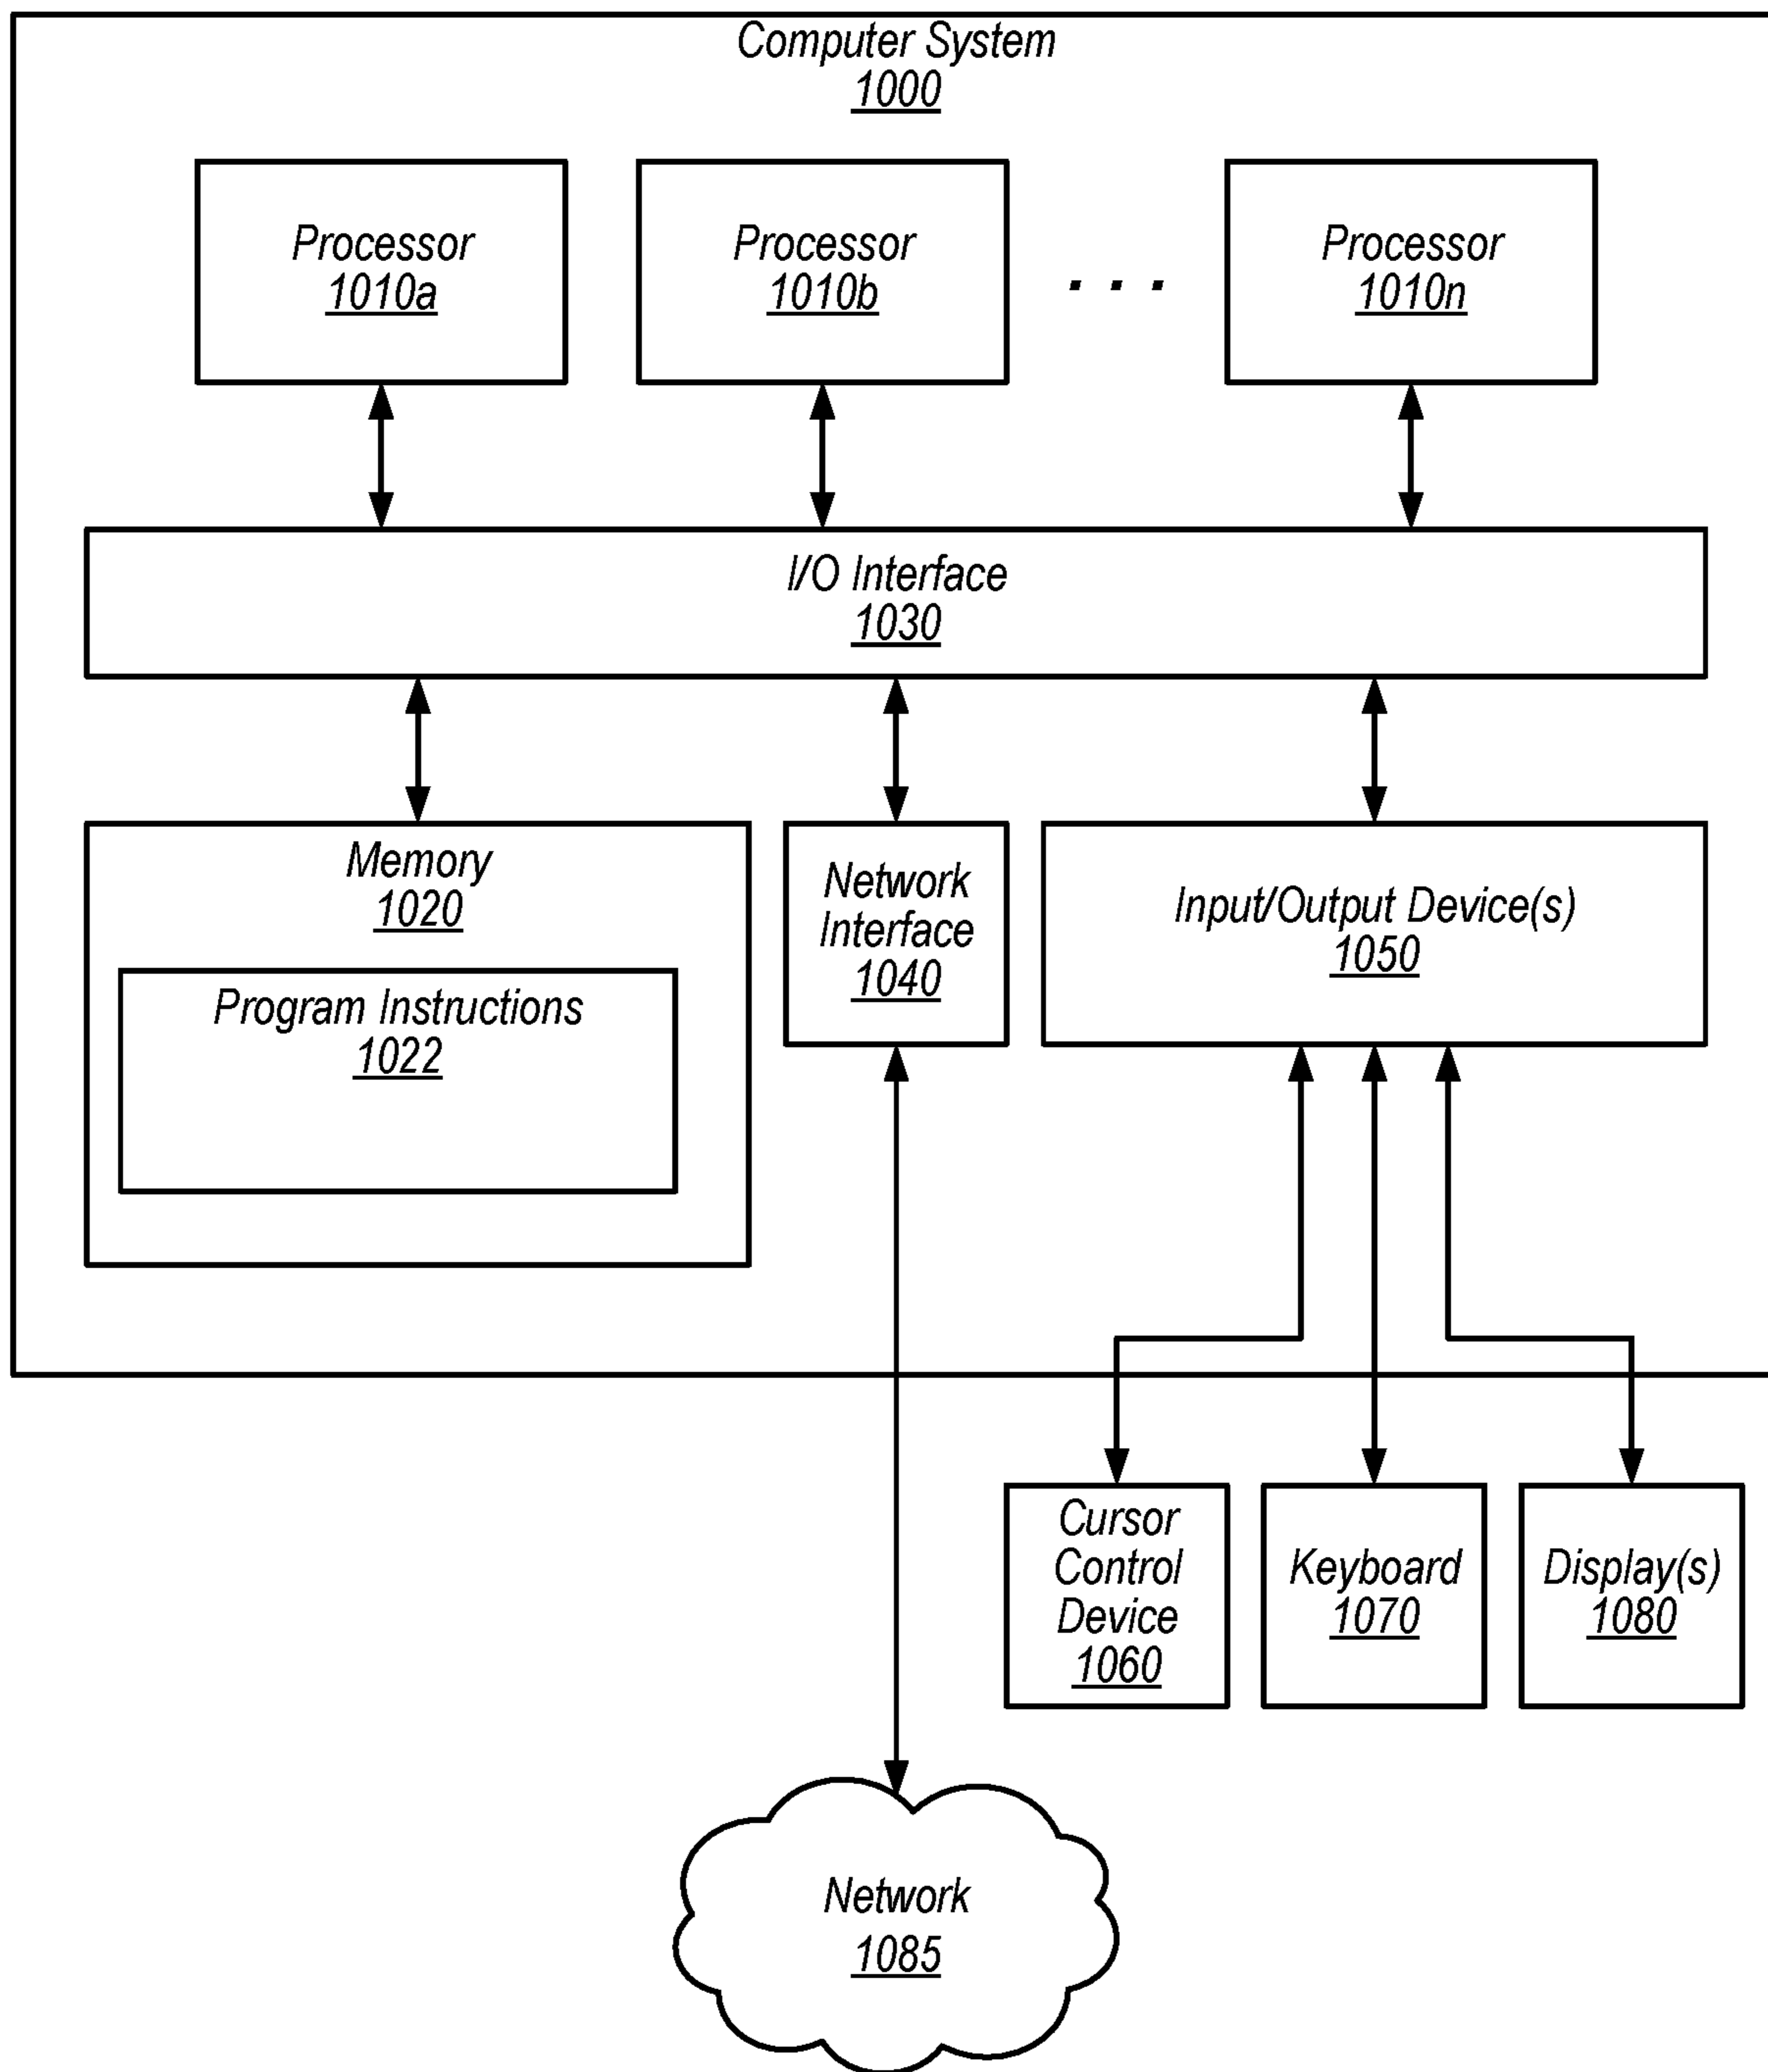 Computer System
1000
Processor
1010a
Processor
1010b
. . .
Processor
1010n
I/O Interface
1030
Memory
1020
Program Instructions
1022
Network
Interface
1040
Input/Output Device(s)
1050
Cursor
Control
Device
1060
Keyboard
1070
Display(s)
1080
Network
1085